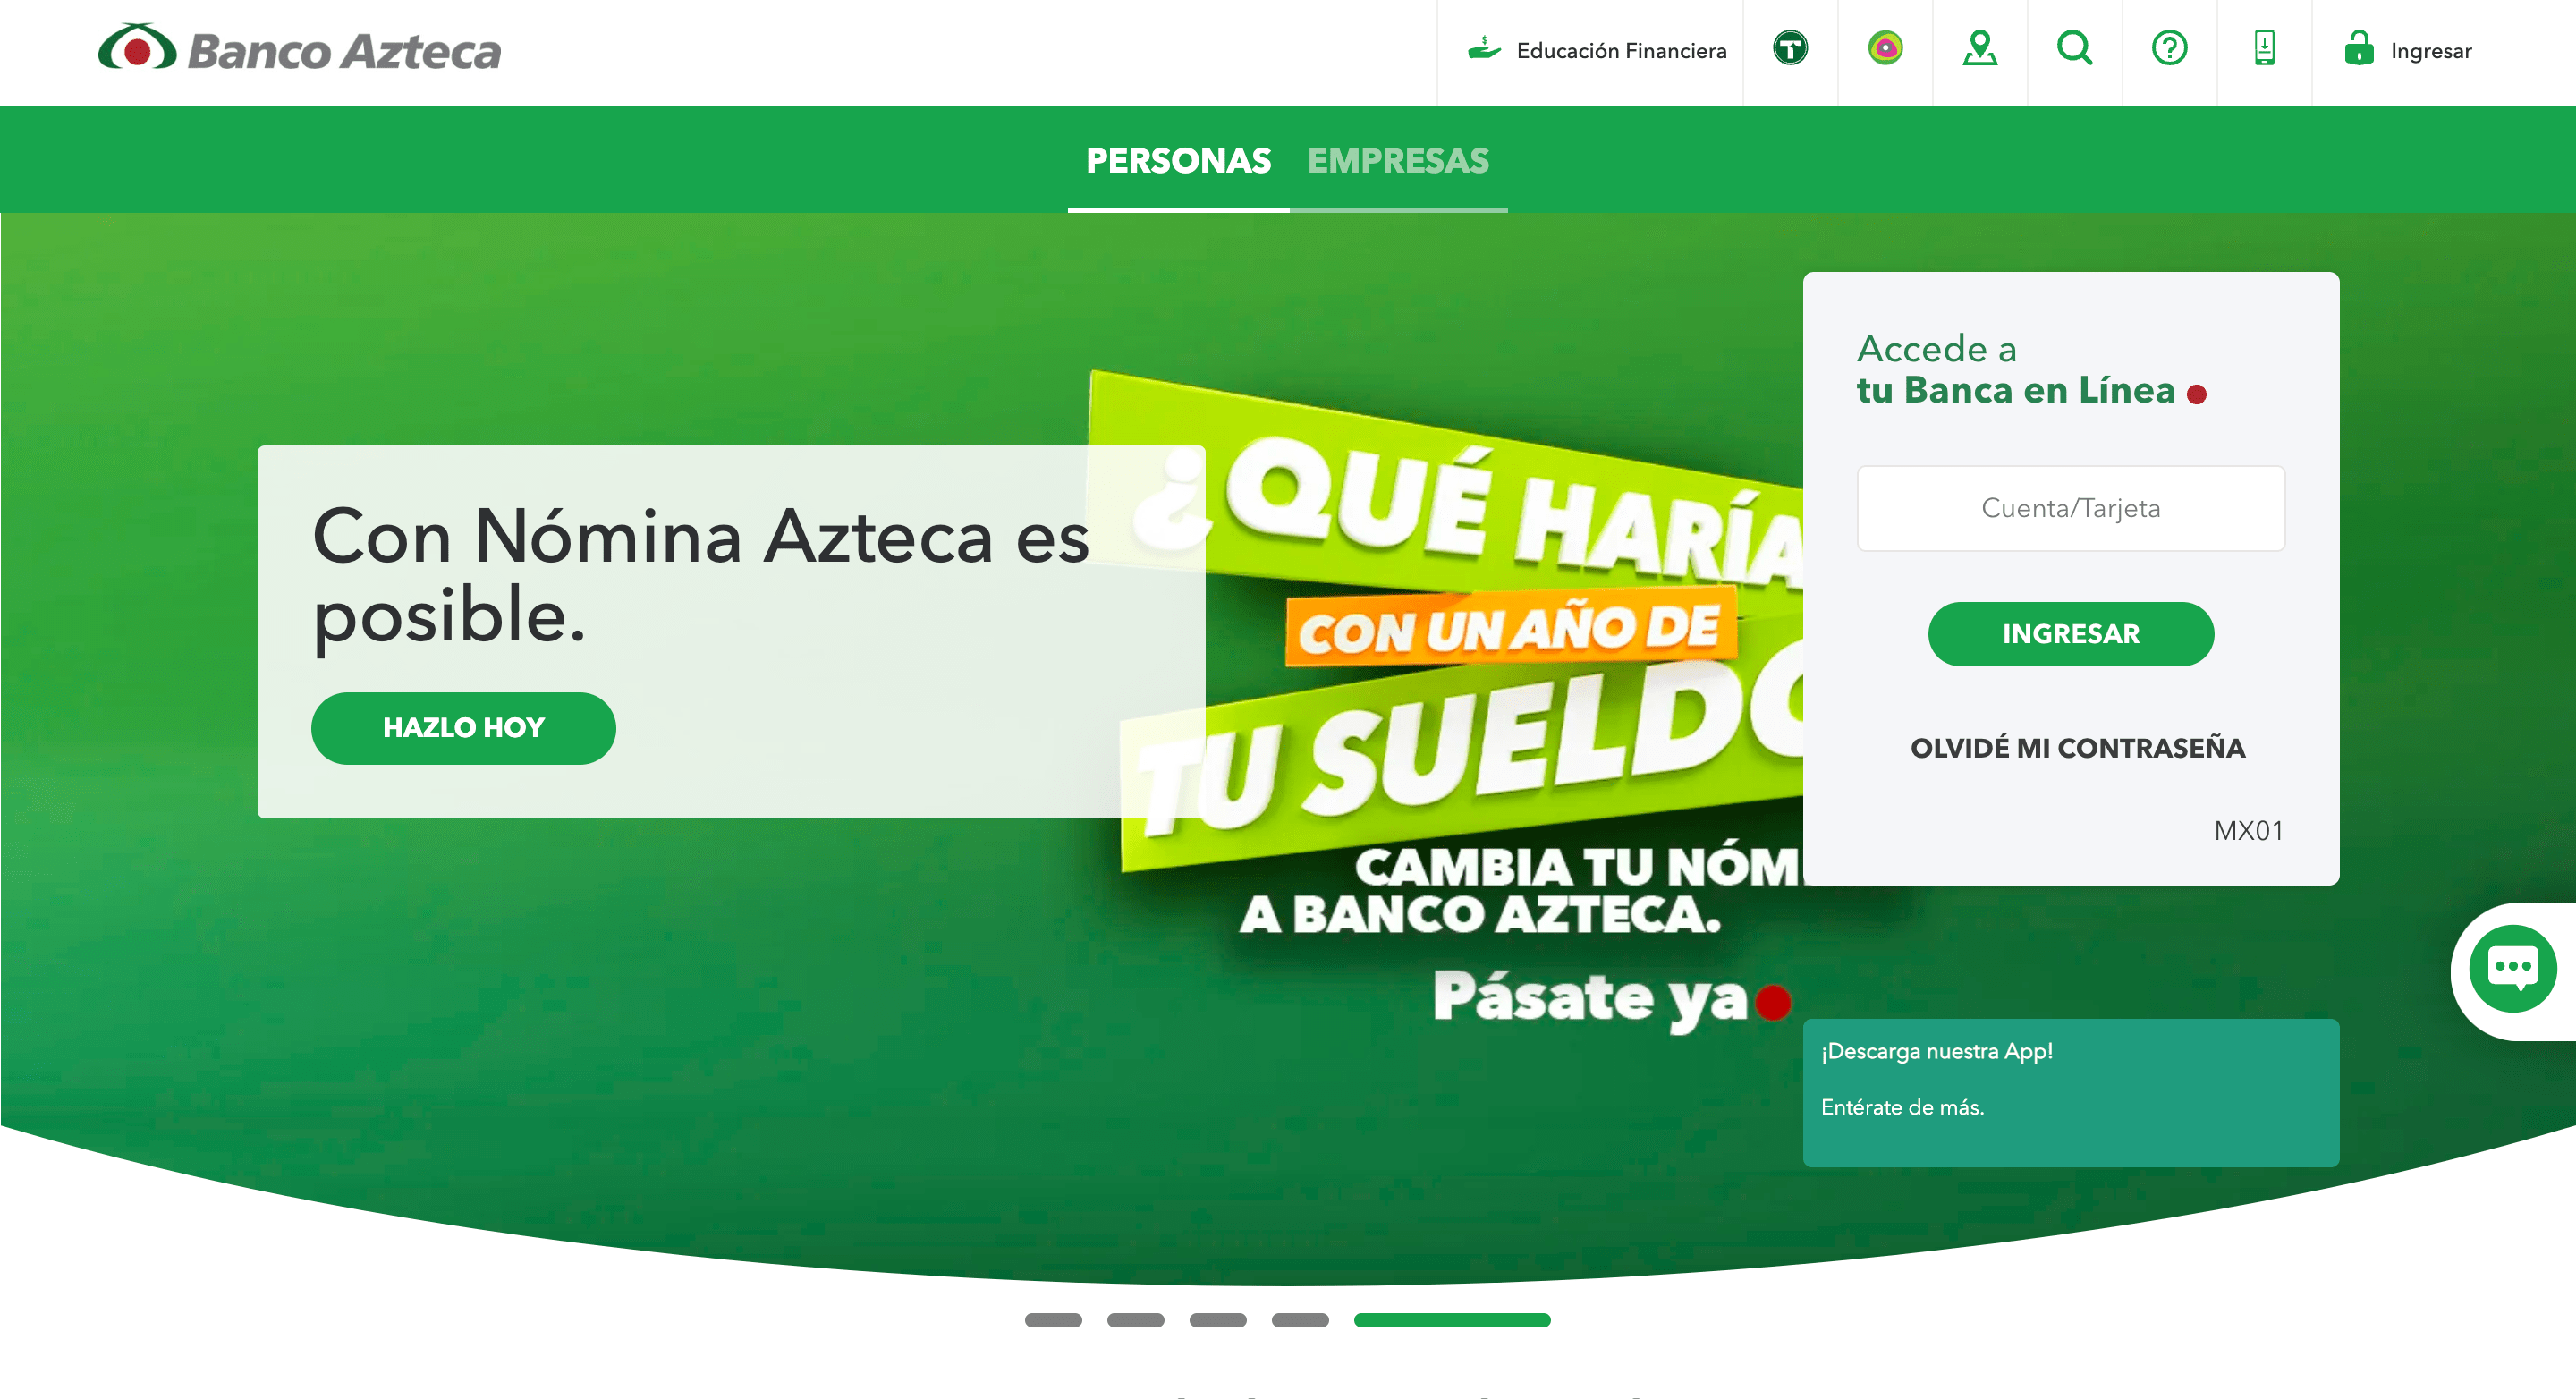 Banco Azteca
Educación Financiera
Ingresar
PERSONAS
EMPRESAS
Con Nómina Azteca es
posible.
HAZLO HOY
¿QUÉ HARÍA
CON UN AÑO DE
TU SUELDO
CAMBIA TU NÓM
A BANCO AZTECA.
Pásate ya
Accede a
tu Banca en Línea
Cuenta/Tarjeta
INGRESAR
OLVIDÉ MI CONTRASEÑA
MX01
¡Descarga nuestra App!
Entérate de más.